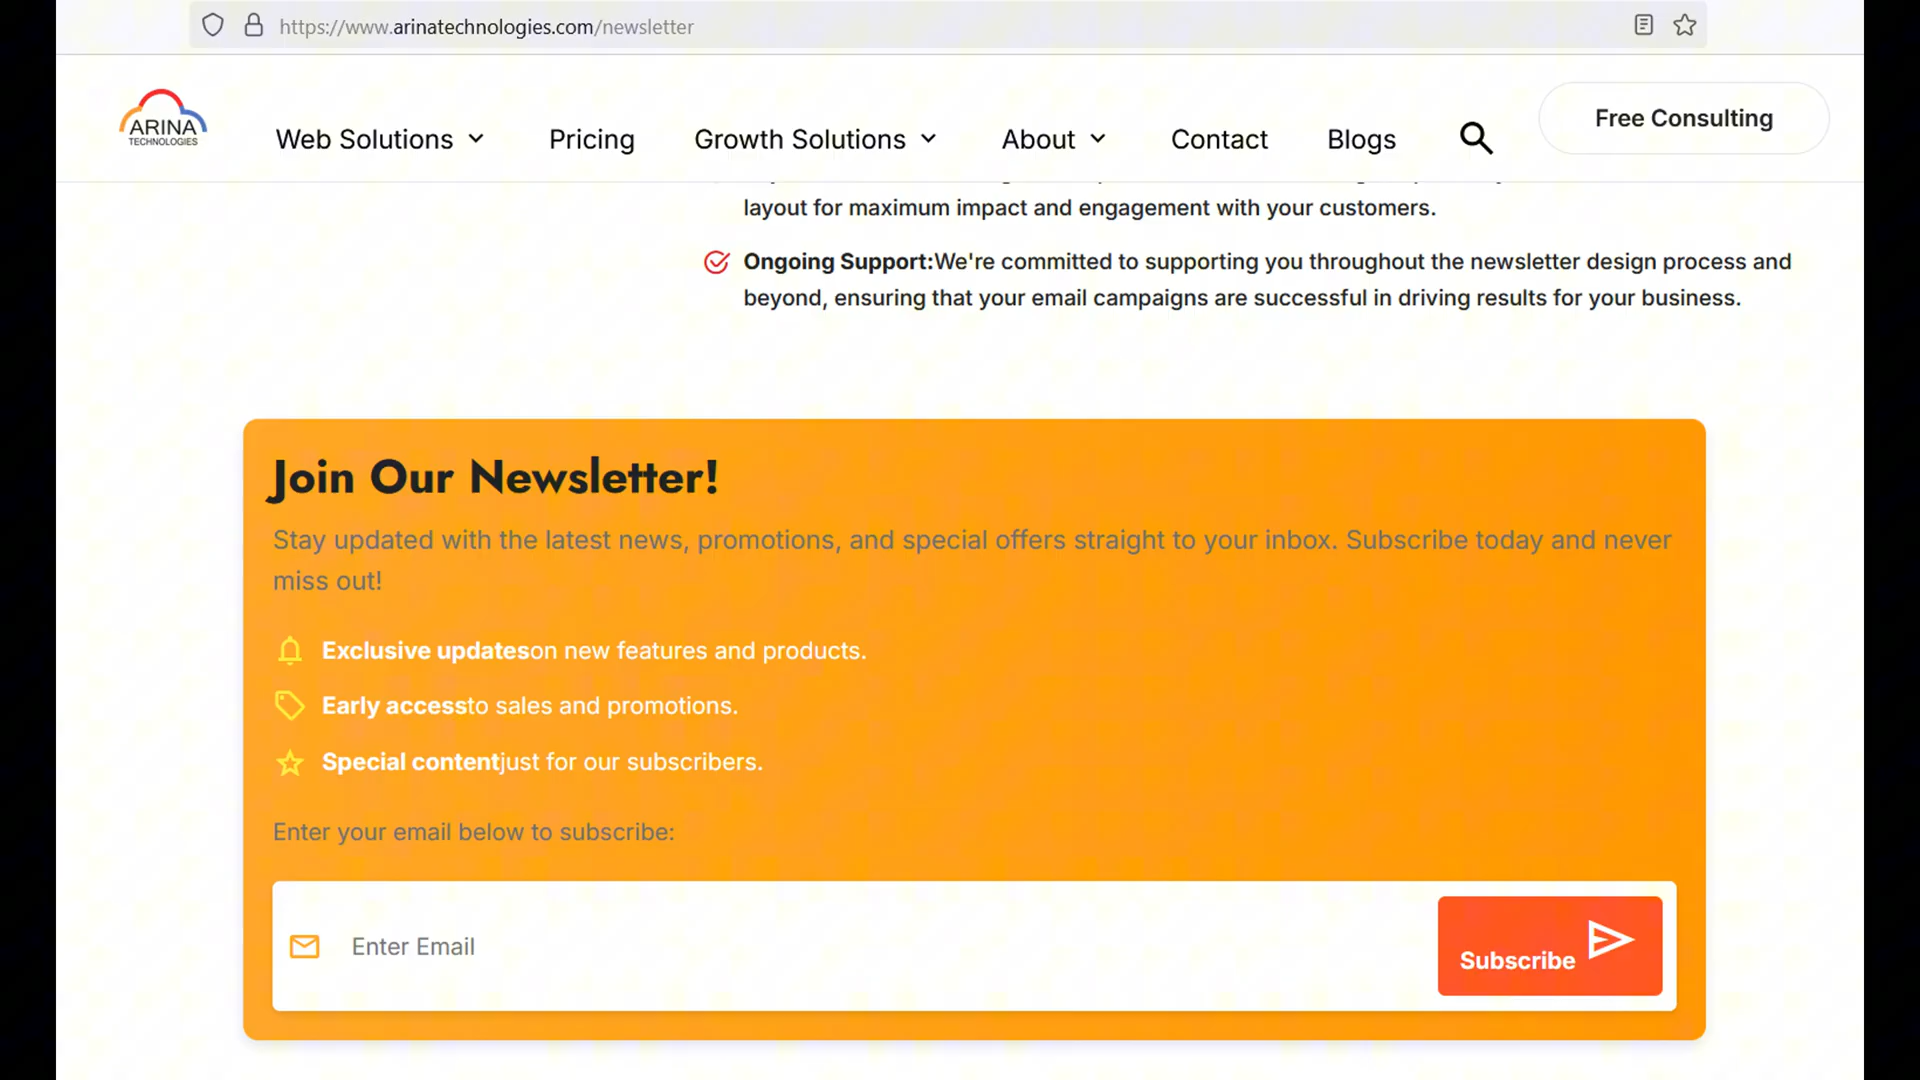 https://www.arinatechnologies.com/newsletter
ARINA
TECHNOLOGIES
Web Solutions
Pricing
Growth Solutions
About
Contact
Blogs
Free Consulting
layout for maximum impact and engagement with your customers.
Ongoing Support:We're committed to supporting you throughout the newsletter design process and
beyond, ensuring that your email campaigns are successful in driving results for your business.
Join Our Newsletter!
Stay updated with the latest news, promotions, and special offers straight to your inbox. Subscribe today and never
miss out!
Exclusive updateson new features and products.
Early accessto sales and promotions.
Special contentjust for our subscribers.
Enter your email below to subscribe:
Enter Email
Subscribe